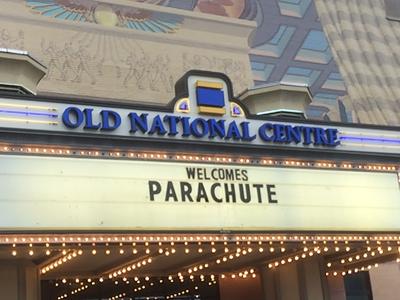 OLD NATIONAL CENTRE
WELCOMES
PARACHUTE